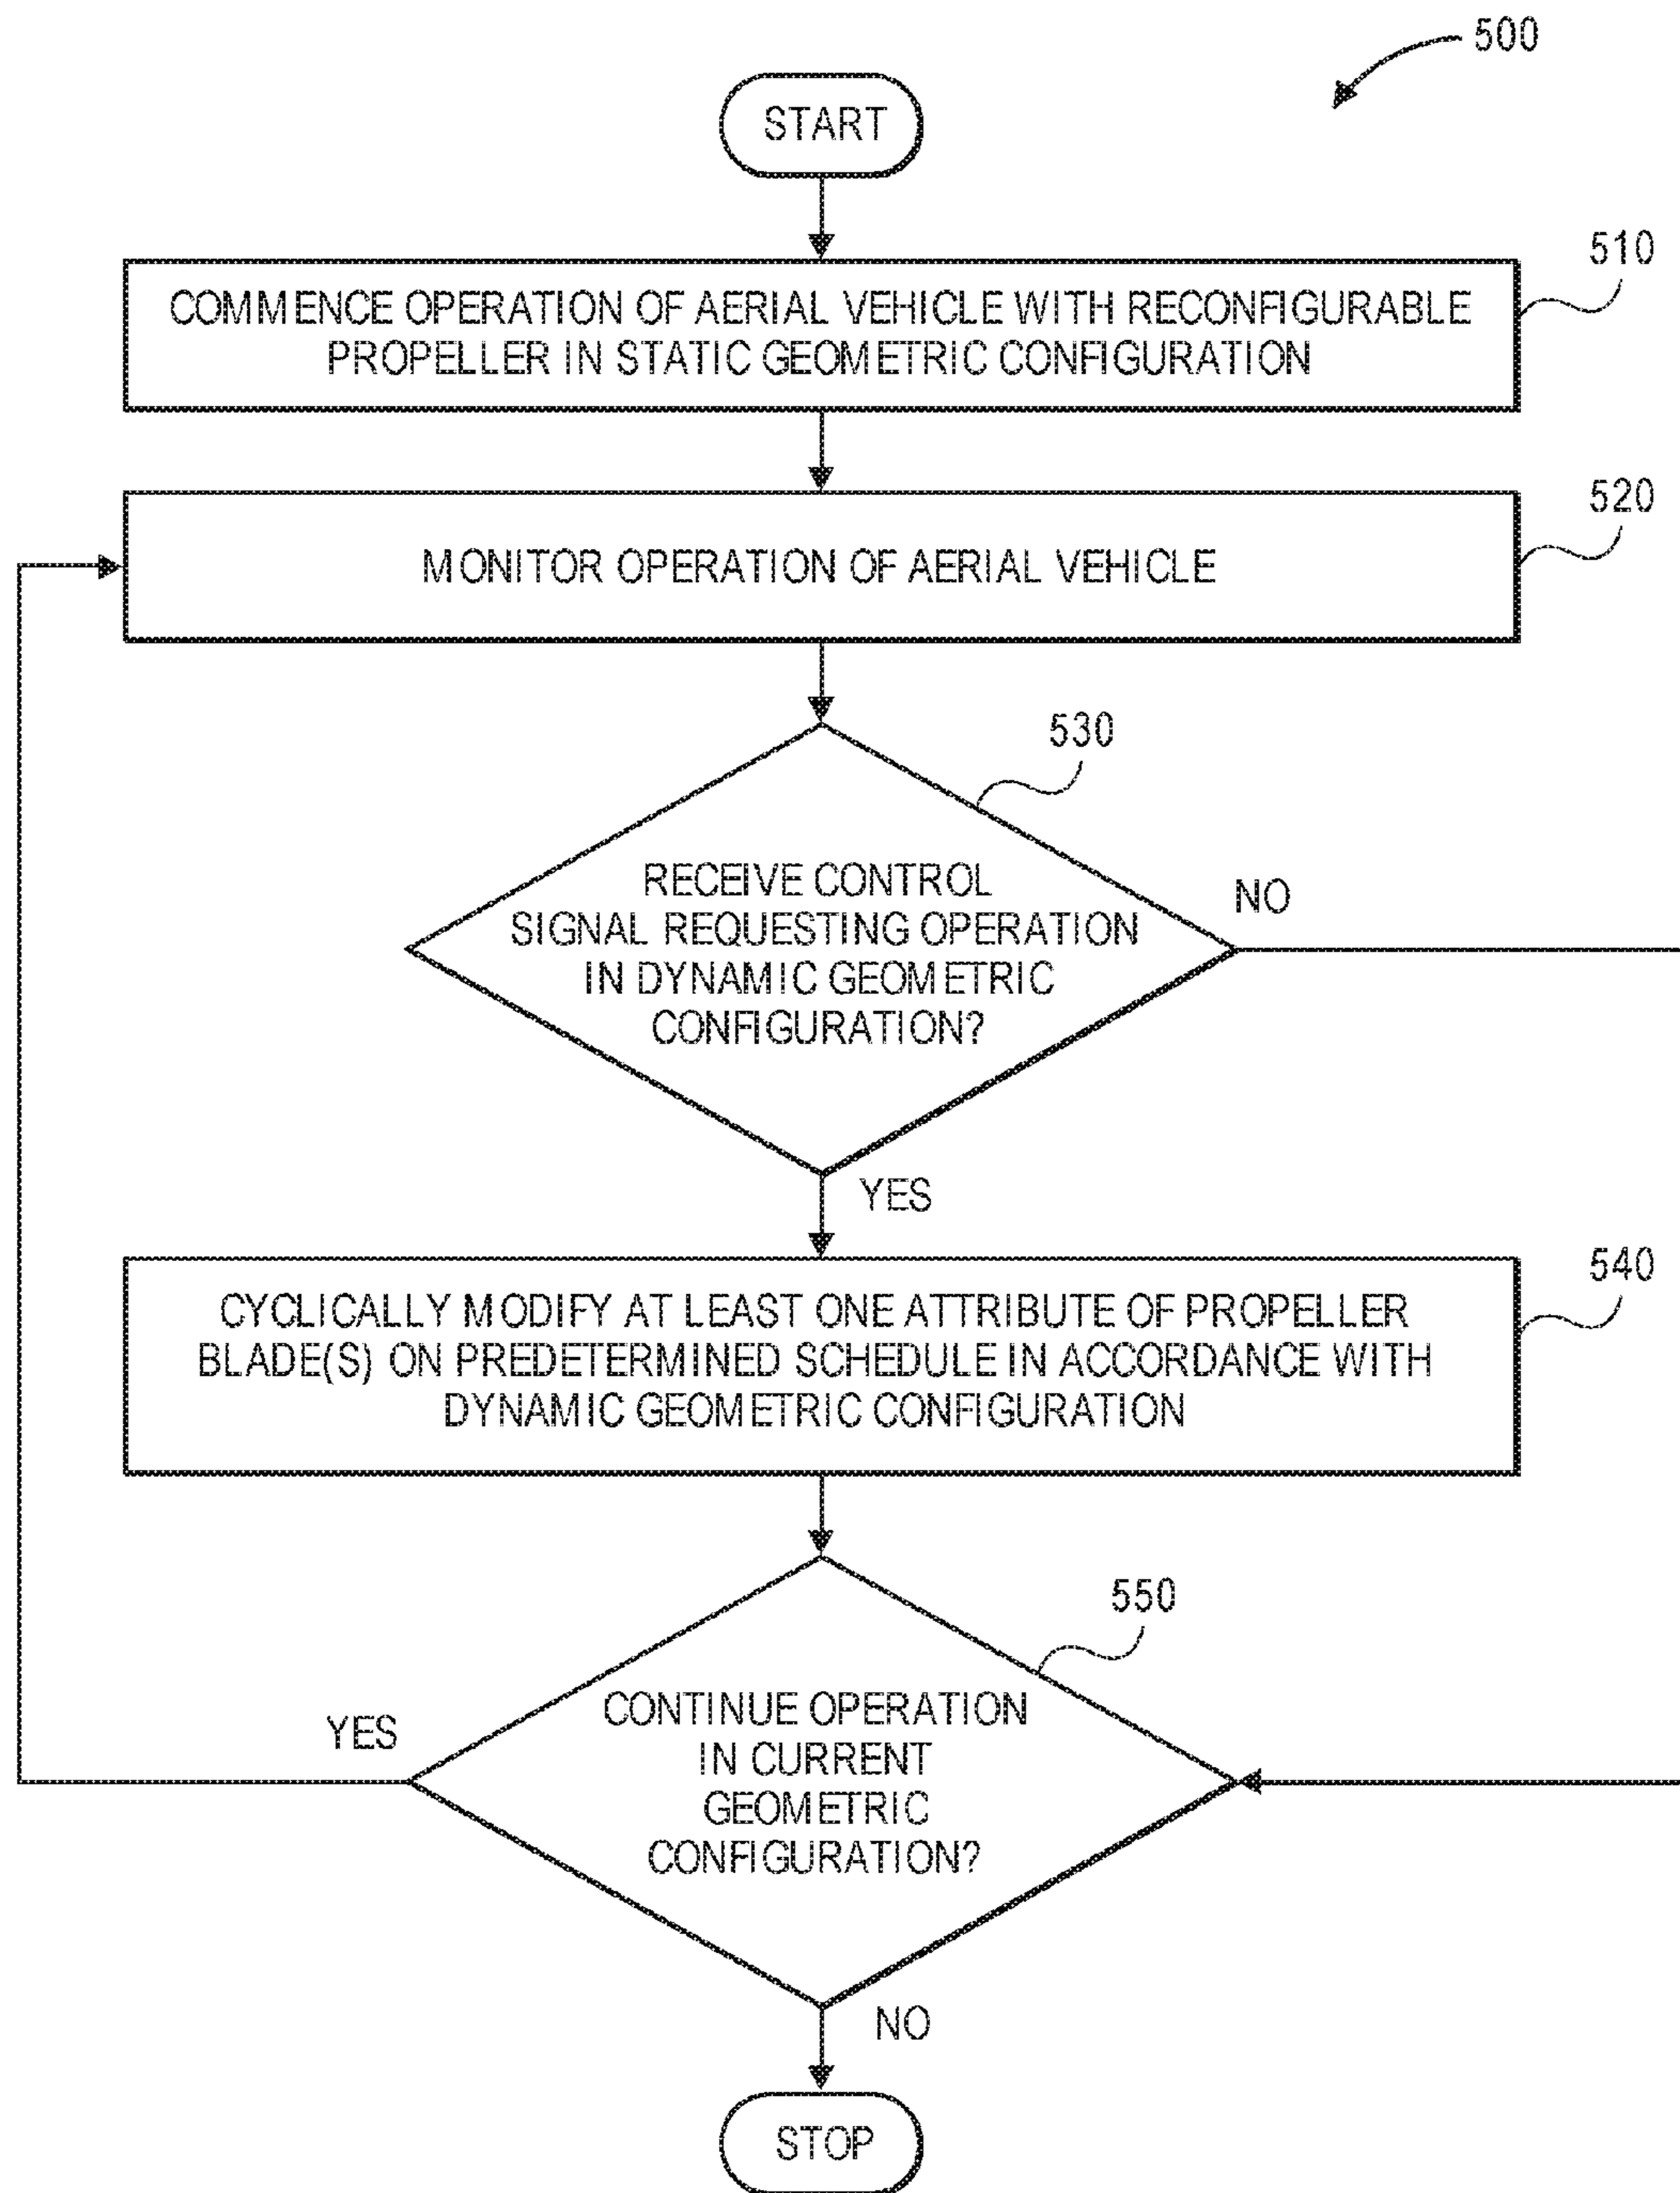 500
START
510
COMMENCE OPERATION OF AERIAL VEHICLE WITH RECONFIGURABLE
PROPELLER IN STATIC GEOMETRIC CONFIGURATION
520
MONITOR OPERATION OF AERIAL VEHICLE
530
RECEIVE CONTROL
SIGNAL REQUESTING OPERATION
IN DYNAMIC GEOMETRIC
CONFIGURATION?
NO
YES
540
CYCLICALLY MODIFY AT LEAST ONE ATTRIBUTE OF PROPELLER
BLADE(S) ON PREDETERMINED SCHEDULE IN ACCORDANCE WITH
DYNAMIC GEOMETRIC CONFIGURATION
550
CONTINUE OPERATION
IN CURRENT
GEOMETRIC
CONFIGURATION?
YES
NO
STOP